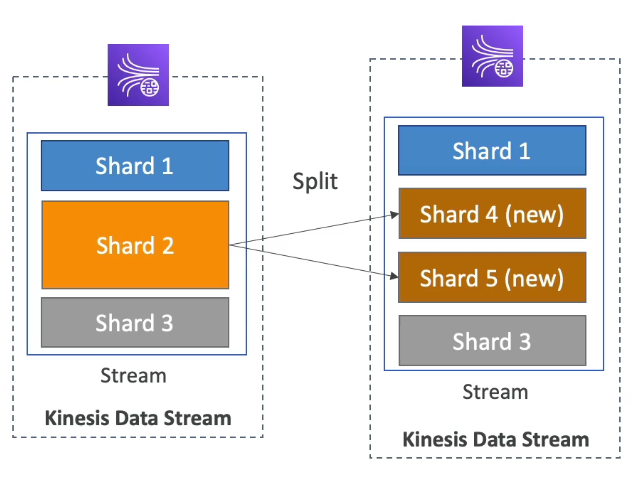 Shard 1
Shard 2
Shard 3
Stream
Kinesis Data Stream
Split
Shard 1
Shard 4 (new)
Shard 5 (new)
Shard 3
Stream
Kinesis Data Stream